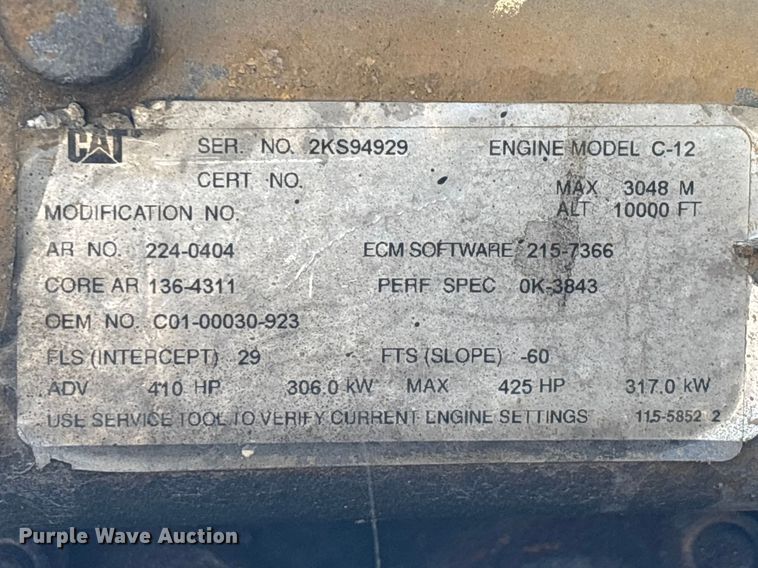 CAT SER. NO. 2KS94929 ENGINE MODEL C-12
CERT NO. MAX 3048 M
MODIFICATION NO. ALT 10000 FT
AR NO. 224-0404 ECM SOFTWARE 215-7366
CORE AR 136-4311 PERF SPEC 0K-3843
OEM NO. C01-00030-923
FLS (INTERCEPT) 29 FTS (SLOPE) -60
ADV 410 HP 306.0 kW MAX 425 HP 317.0 kW
USE SERVICE TOOL TO VERIFY CURRENT ENGINE SETTINGS 115-5852 2
Purple Wave Auction